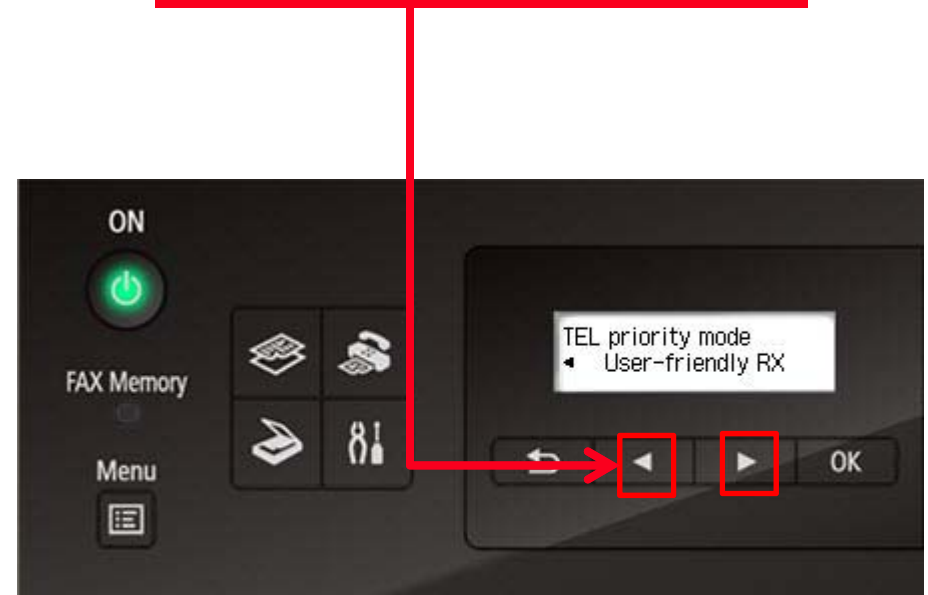 ON
FAX Memory
Menu
TEL priority mode
◄ User-friendly RX
OK